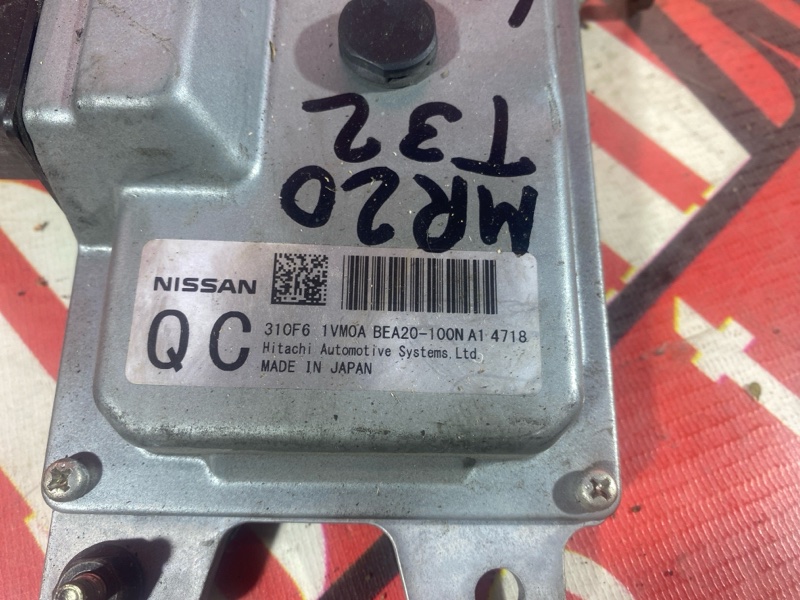 MR20
T32
NISSAN
QC
310F6 1VM0A BEA20-100N A1 4718
Hitachi Automotive Systems, Ltd.
MADE IN JAPAN